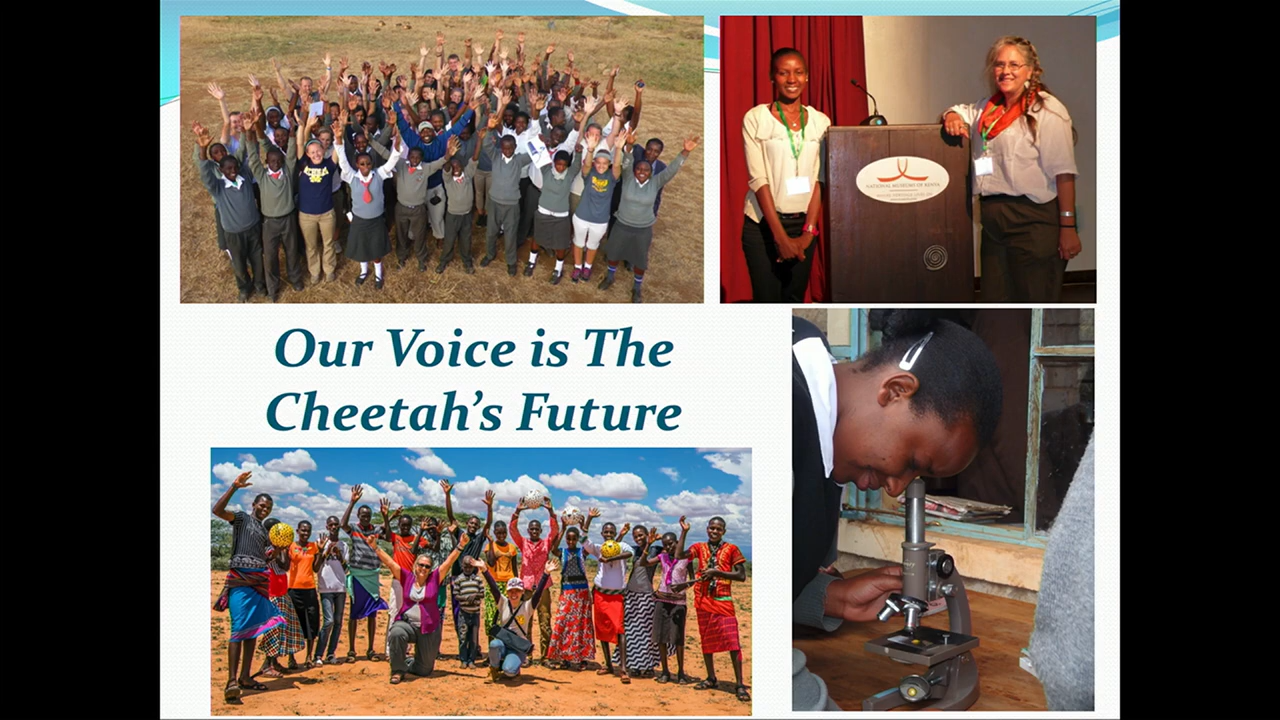 NATIONAL MUSEUMS OF KENYA
Our Voice is The
Cheetah's Future